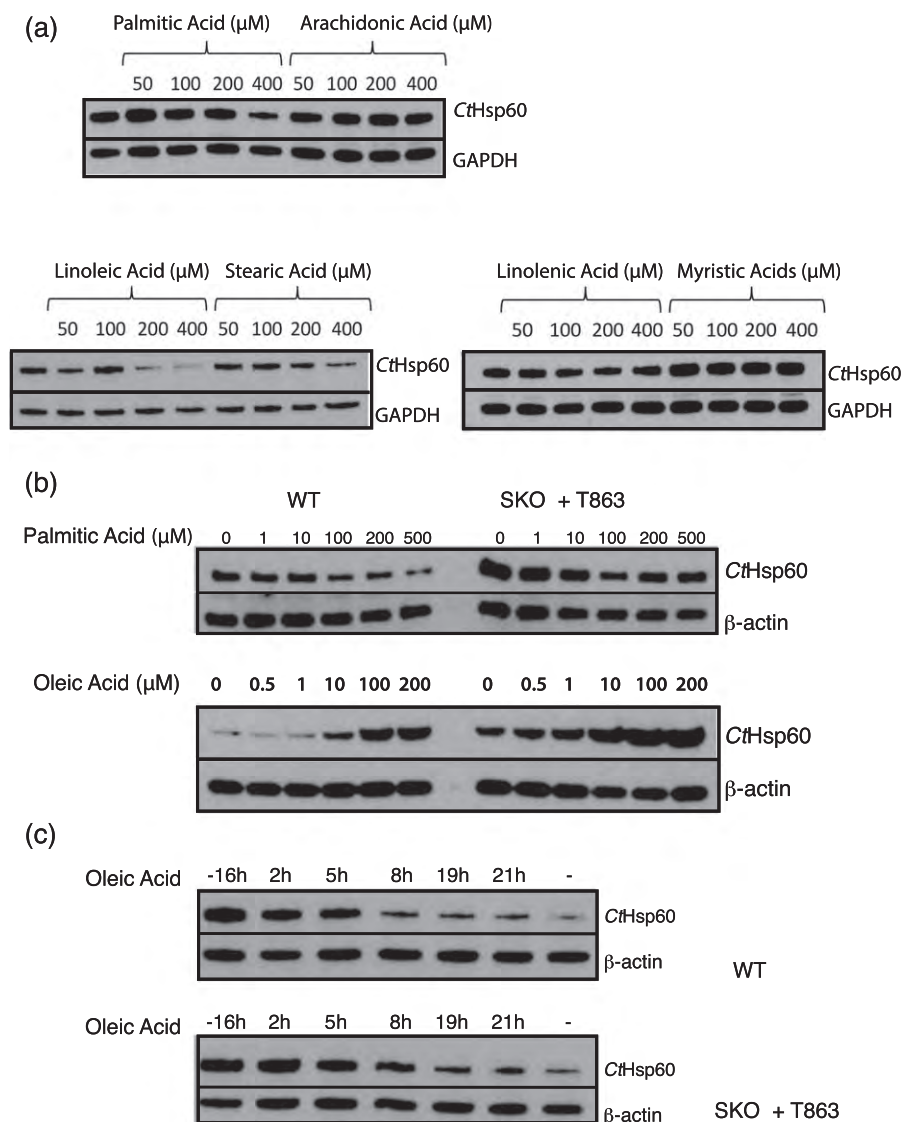 (a)
Palmitic Acid (µM) Arachidonic Acid (µM)
50 100 200 400 50 100 200 400
CtHsp60
GAPDH
Linoleic Acid (µM) Stearic Acid (µM)
50 100 200 400 50 100 200 400
CtHsp60
GAPDH
Linolenic Acid (µM) Myristic Acids (µM)
50 100 200 400 50 100 200 400
CtHsp60
GAPDH
(b)
WT SKO + T863
Palmitic Acid (µM) 0 1 10 100 200 500 0 1 10 100 200 500
CtHsp60
β-actin
Oleic Acid (µM) 0 0.5 1 10 100 200 0 0.5 1 10 100 200
CtHsp60
β-actin
(c)
Oleic Acid -16h 2h 5h 8h 19h 21h -
CtHsp60
β-actin
WT
Oleic Acid -16h 2h 5h 8h 19h 21h -
CtHsp60
β-actin
SKO + T863